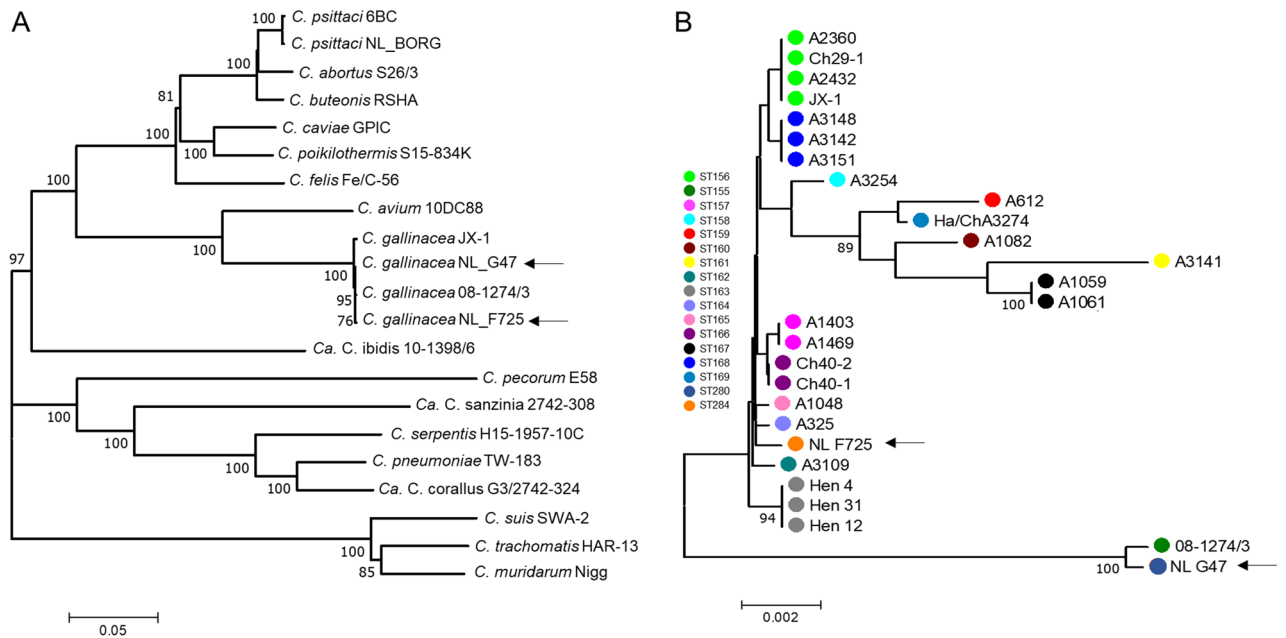 A
100
C. psittaci 6BC
C. psittaci NL_BORG
100
C. abortus S26/3
C. buteonis RSHA
81
100
C. caviae GPIC
100
C. poikilothermis S15-834K
C. felis Fe/C-56
100
C. avium 10DC88
100
C. gallinacea JX-1
100
C. gallinacea NL_G47
95
C. gallinacea 08-1274/3
76
C. gallinacea NL_F725
97
Ca. C. ibidis 10-1398/6
C. pecorum E58
100
Ca. C. sanzinia 2742-308
100
C. serpentis H15-1957-10C
100
C. pneumoniae TW-183
100
Ca. C. corallus G3/2742-324
C. suis SWA-2
100
C. trachomatis HAR-13
85
C. muridarum Nigg
0.05
B
ST156
ST155
ST157
ST158
ST159
ST160
ST161
ST162
ST163
ST164
ST165
ST166
ST167
ST168
ST169
ST280
ST284
A2360
Ch29-1
A2432
JX-1
A3148
A3142
A3151
A3254
A612
Ha/ChA3274
89
A1082
A3141
A1059
100
A1061
A1403
A1469
Ch40-2
Ch40-1
A1048
A325
NL F725
A3109
Hen 4
Hen 31
94
Hen 12
08-1274/3
100
NL G47
0.002